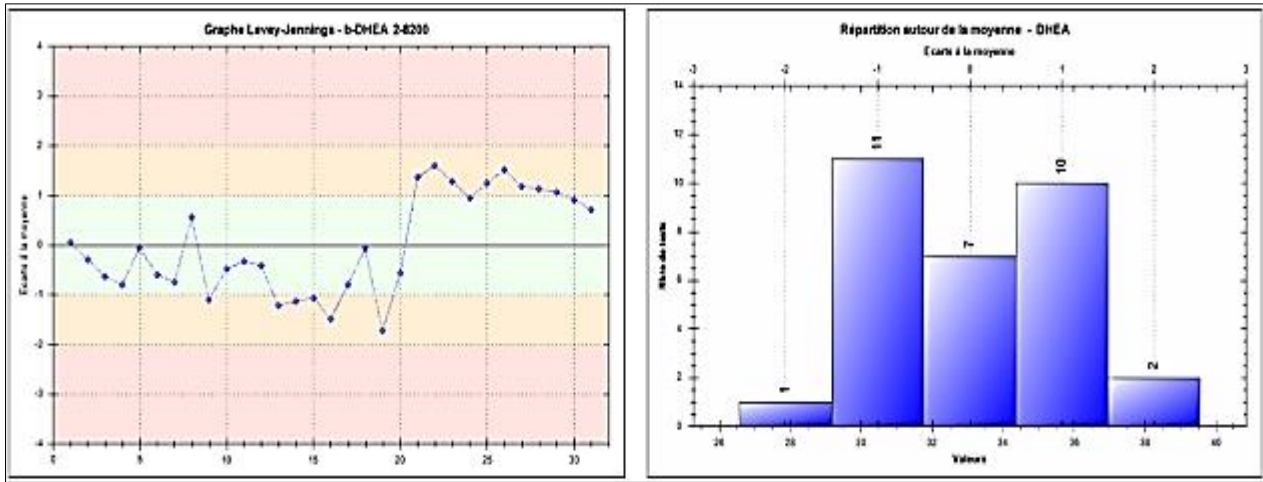 Graphe Levey-Jennings - b-DHEA 2-8200
Ecarts à la moyenne
4
3
2
1
0
-1
-2
-3
-4
0 5 10 15 20 25 30
Répartition autour de la moyenne - DHEA
Ecarts à la moyenne
-3 -2 -1 0 1 2 3
14
12
10
8
6
4
2
0
1
11
7
10
2
26 28 30 32 34 36 38 40
Valeurs